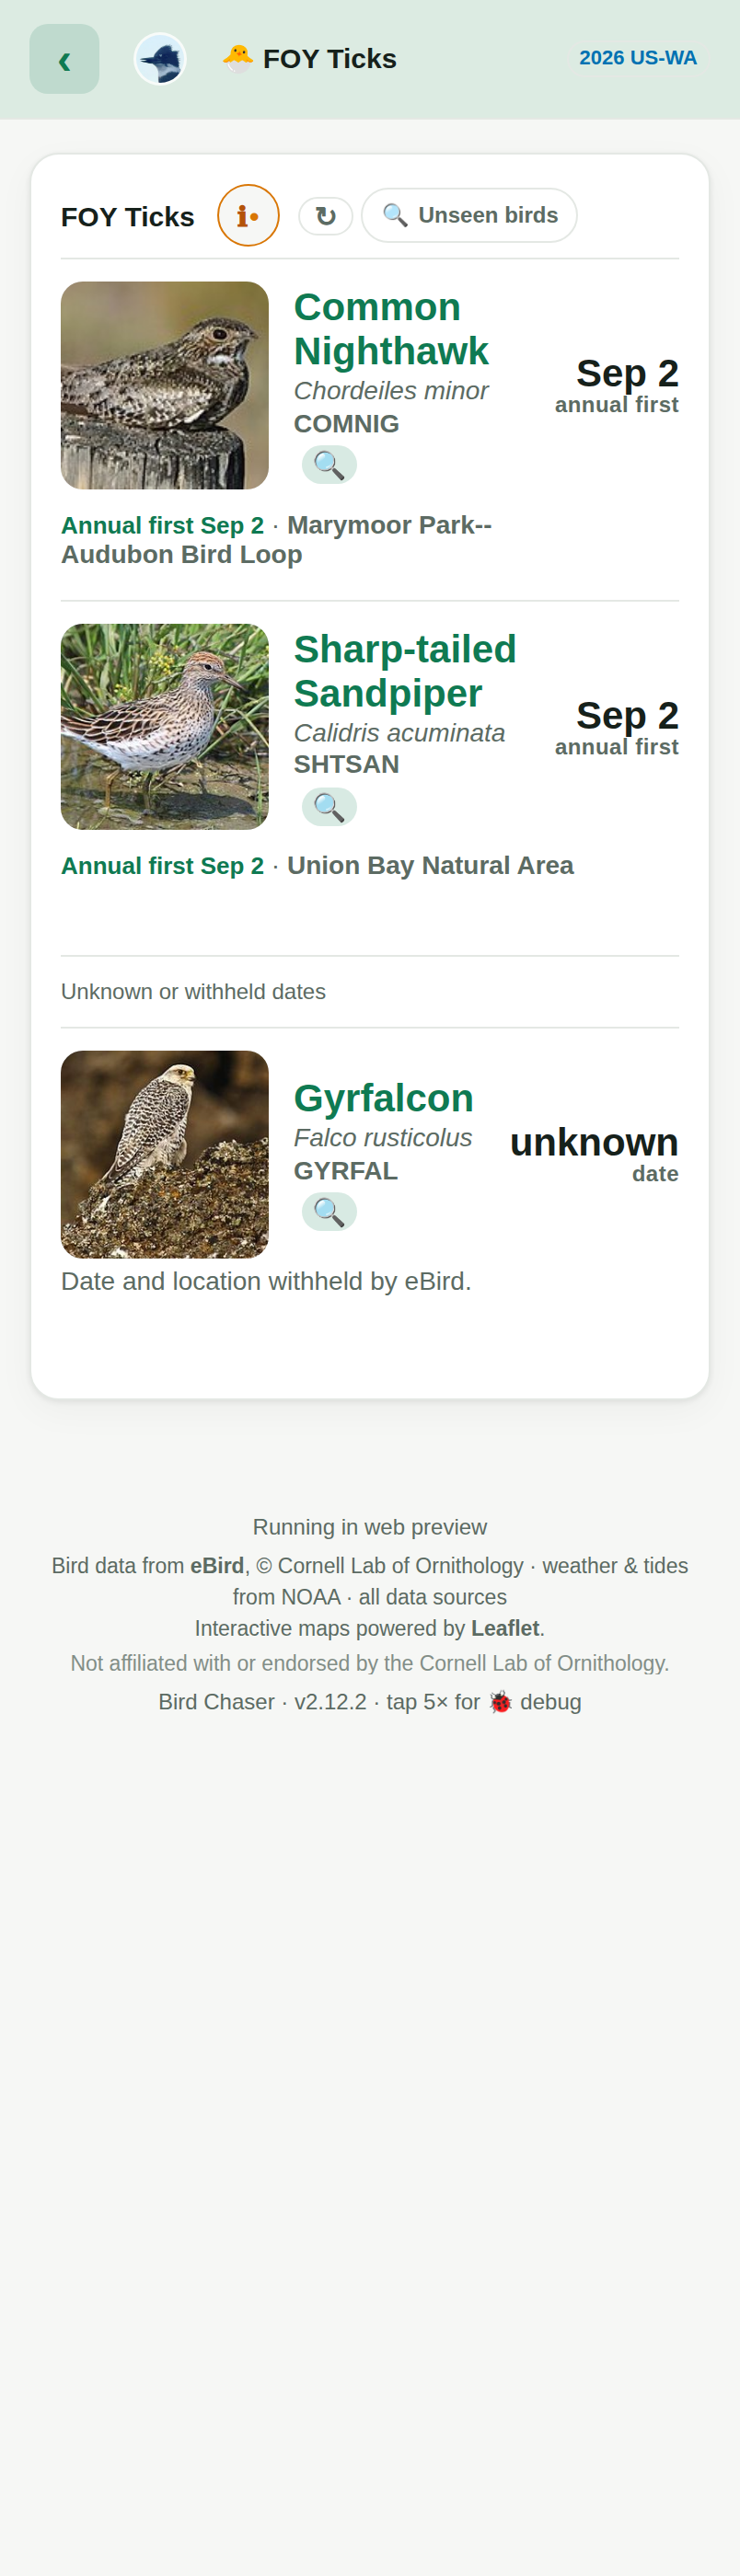 ‹ 🐣 FOY Ticks 2026 US-WA
FOY Ticks ℹ• ↻ 🔍 Unseen birds
Common
Nighthawk
Chordeiles minor
COMNIG
🔍
Sep 2
annual first
Annual first Sep 2 · Marymoor Park--
Audubon Bird Loop
Sharp-tailed
Sandpiper
Calidris acuminata
SHTSAN
🔍
Sep 2
annual first
Annual first Sep 2 · Union Bay Natural Area
Unknown or withheld dates
Gyrfalcon
Falco rusticolus
GYRFAL
🔍
unknown
date
Date and location withheld by eBird.
Running in web preview
Bird data from eBird, © Cornell Lab of Ornithology · weather & tides
from NOAA · all data sources
Interactive maps powered by Leaflet.
Not affiliated with or endorsed by the Cornell Lab of Ornithology.
Bird Chaser · v2.12.2 · tap 5× for 🐞 debug